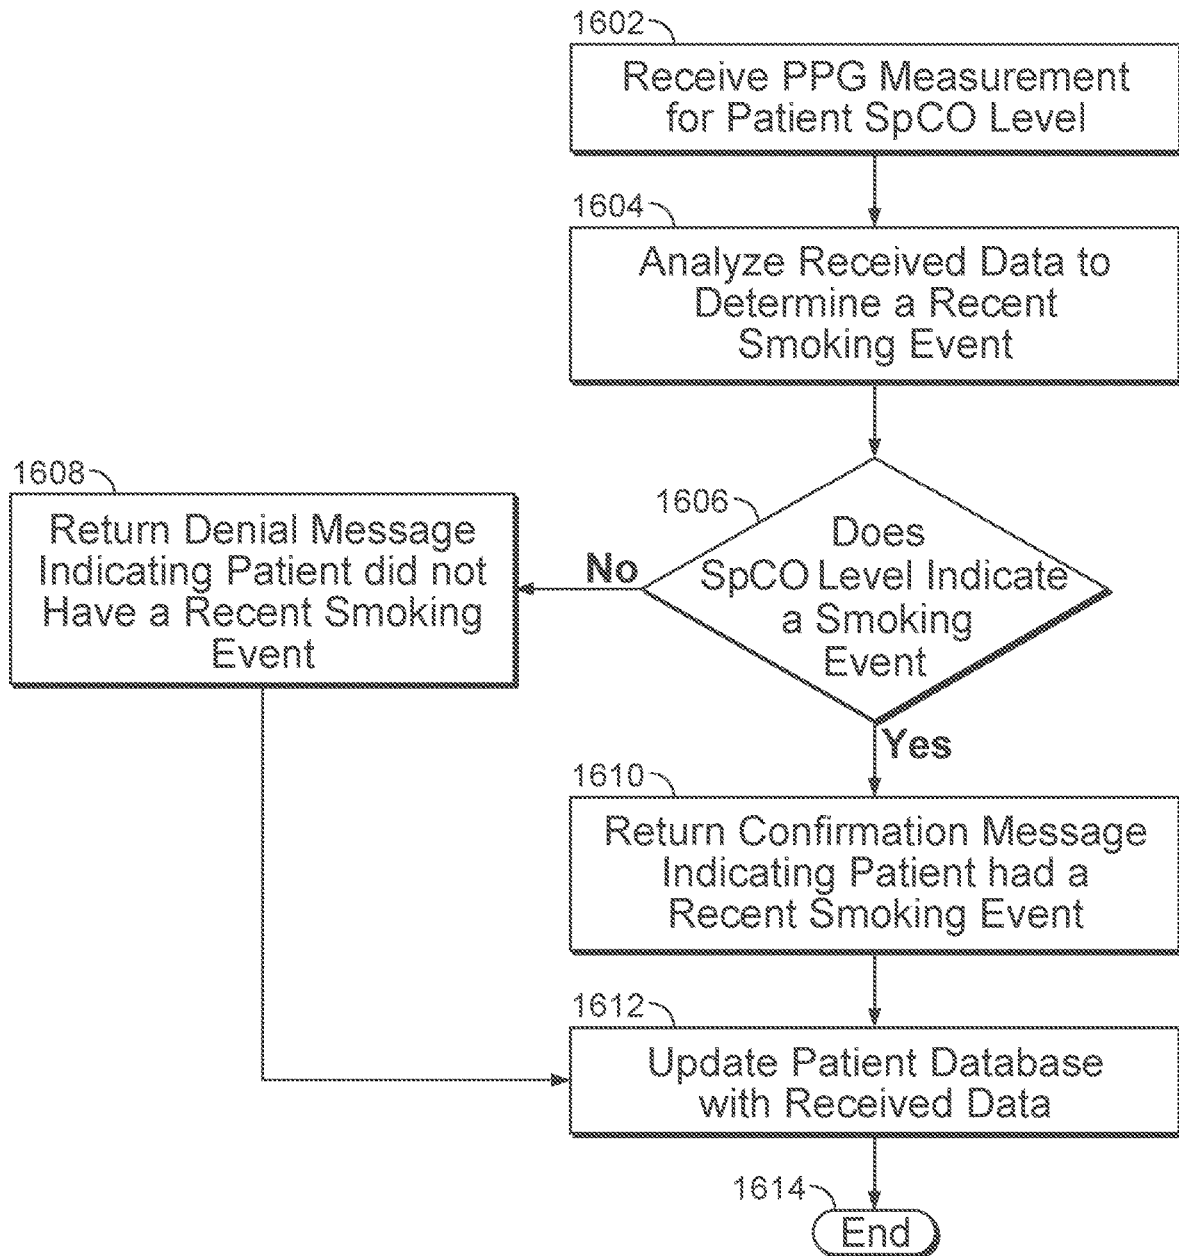 1602
Receive PPG Measurement
for Patient SpCO Level
1604
Analyze Received Data to
Determine a Recent
Smoking Event
1606
Does
SpCO Level Indicate
a Smoking
Event
No
1608
Return Denial Message
Indicating Patient did not
Have a Recent Smoking
Event
Yes
1610
Return Confirmation Message
Indicating Patient had a
Recent Smoking Event
1612
Update Patient Database
with Received Data
1614
End